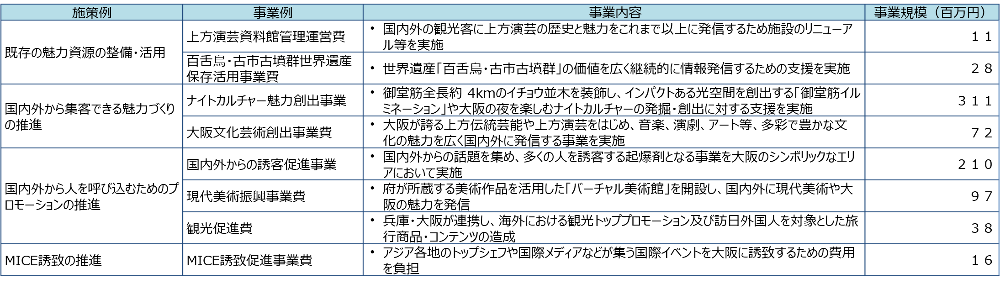 施策例
事業例
事業内容
事業規模（百万円）
既存の魅力資源の整備・活用
上方演芸資料館管理運営費
• 国内外の観光客に上方演芸の歴史と魅力をこれまで以上に発信するため施設のリニューア
ル等を実施
１１
百舌鳥・古市古墳群世界遺産
保存活用事業費
• 世界遺産「百舌鳥・古市古墳群」の価値を広く継続的に情報発信するための支援を実施
２８
国内外から集客できる魅力づくり
の推進
ナイトカルチャー魅力創出事業
• 御堂筋全長約 4kmのイチョウ並木を装飾し、インパクトある光空間を創出する「御堂筋イル
ミネーション」や大阪の夜を楽しむナイトカルチャーの発掘・創出に対する支援を実施
３１１
大阪文化芸術創出事業費
• 大阪が誇る上方伝統芸能や上方演芸をはじめ、音楽、演劇、アート等、多彩で豊かな文
化の魅力を広く国内外に発信する事業を実施
７２
国内外から人を呼び込むためのプ
ロモーションの推進
国内外からの誘客促進事業
• 国内外からの話題を集め、多くの人を誘客する起爆剤となる事業を大阪のシンボリックなエリ
アにおいて実施
２１０
現代美術振興事業費
• 府が所蔵する美術作品を活用した「バーチャル美術館」を開設し、国内外に現代美術や大
阪の魅力を発信
９７
観光促進費
• 兵庫・大阪が連携し、海外における観光トッププロモーション及び訪日外国人を対象とした旅
行商品・コンテンツの造成
３８
MICE誘致の推進
MICE誘致促進事業費
• アジア各地のトップシェフや国際メディアなどが集う国際イベントを大阪に誘致するための費用
を負担
１６